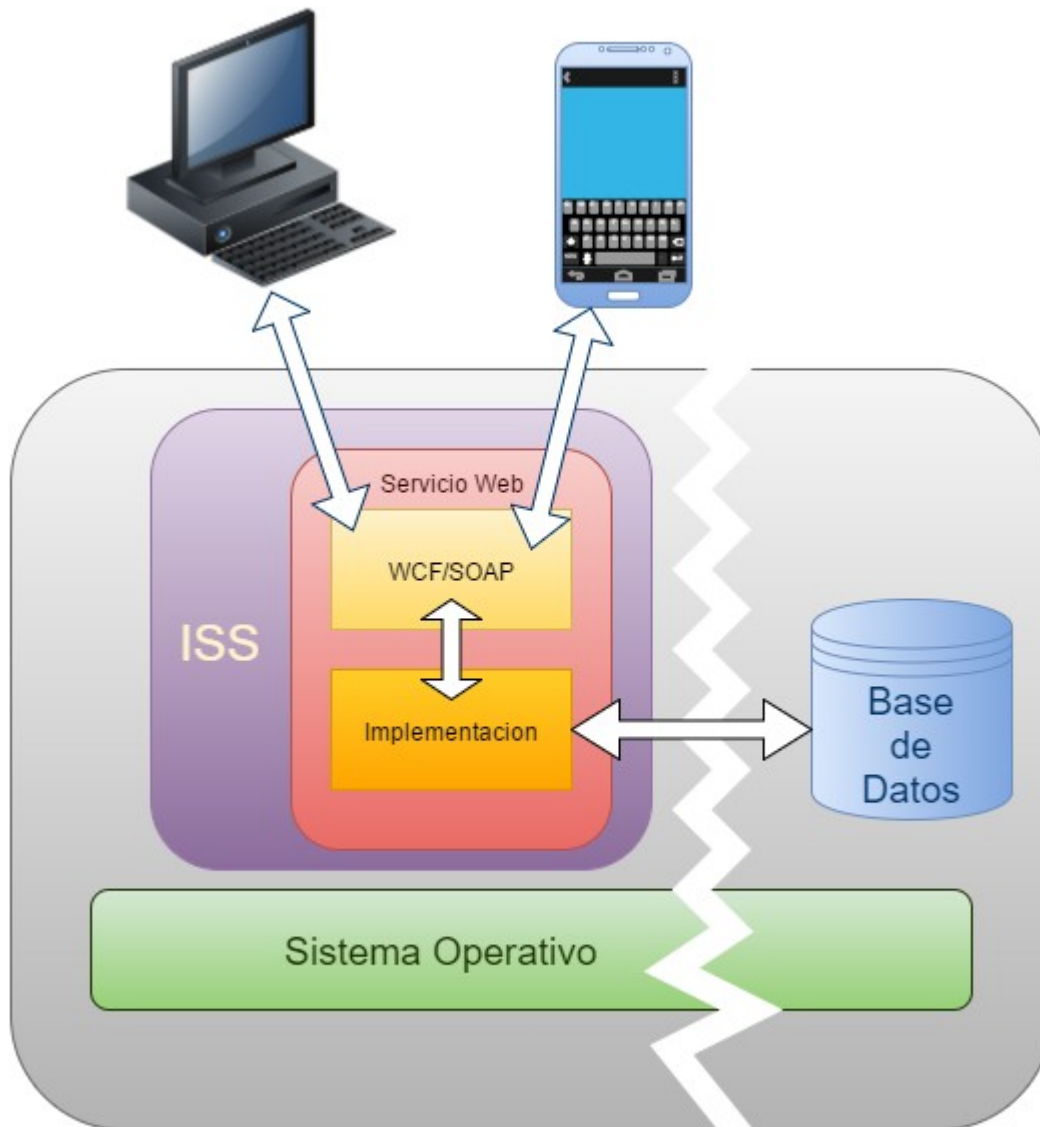 Servicio Web
WCF/SOAP
ISS
Implementacion
Base
de
Datos
Sistema Operativo